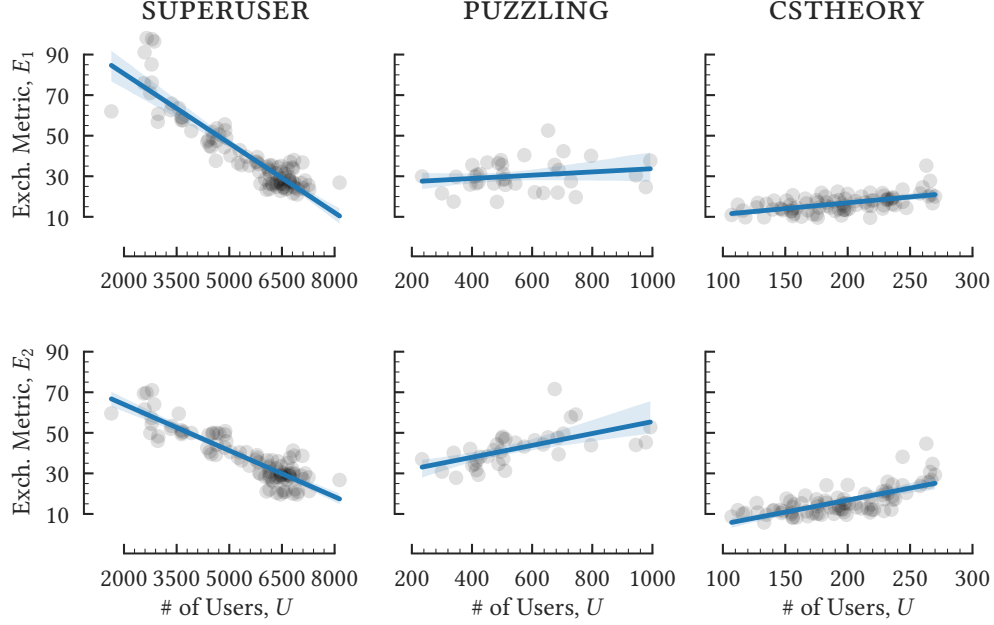 SUPERUSER PUZZLING CSTHEORY
Exch. Metric, E1
90
70
50
30
10
2000 3500 5000 6500 8000
200 400 600 800 1000
100 150 200 250 300
Exch. Metric, E2
90
70
50
30
10
2000 3500 5000 6500 8000
200 400 600 800 1000
100 150 200 250 300
# of Users, U # of Users, U # of Users, U